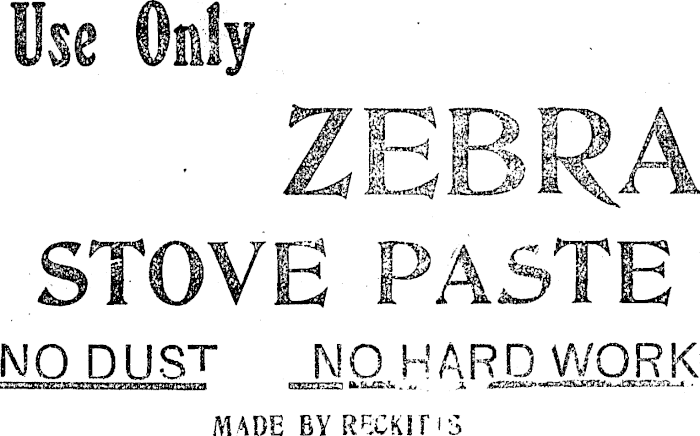 Use Only
ZEBRA
STOVE PASTE
NO DUST NO HARD WORK
MADE BY RECKITTS